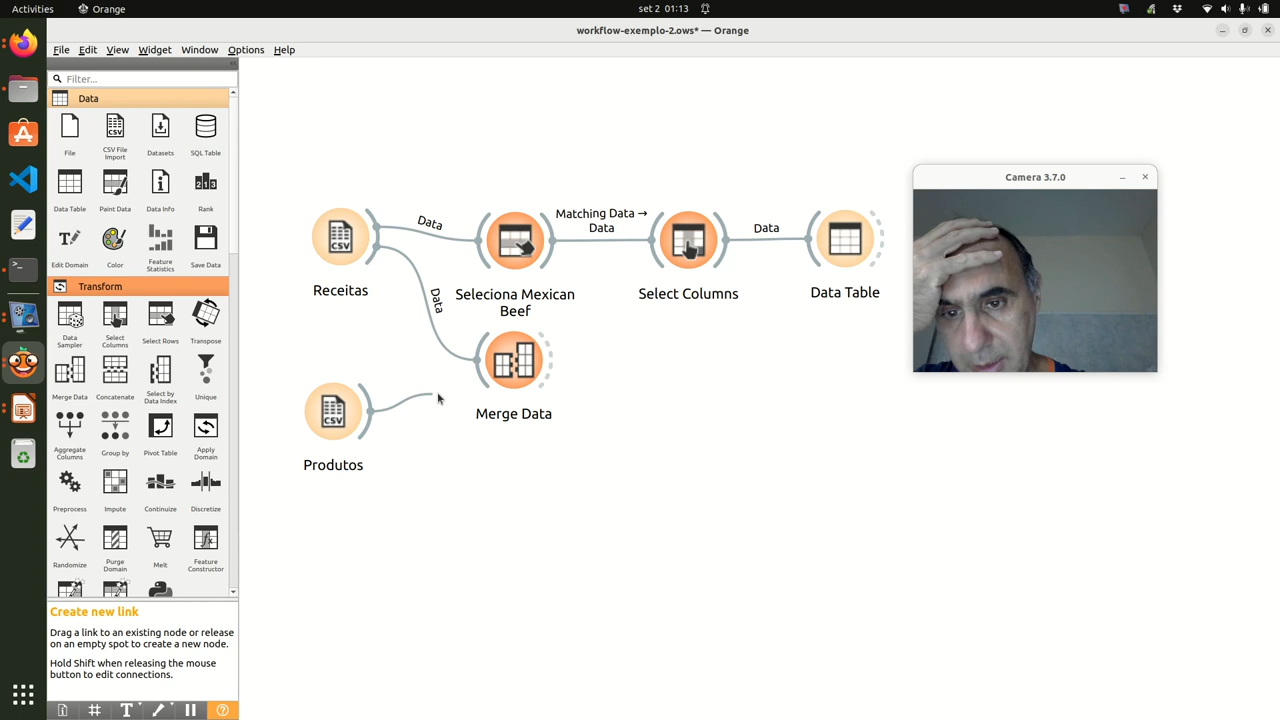 Activities
Orange
set 2 01:13
workflow-exemplo-2.ows* — Orange
File Edit View Widget Window Options Help
Filter...
Data
File
CSV File Import
Datasets
SQL Table
Data Table
Paint Data
Data Info
Rank
Edit Domain
Color
Feature Statistics
Save Data
Transform
Data Sampler
Select Columns
Select Rows
Transpose
Merge Data
Concatenate
Select by Data Index
Unique
Aggregate Columns
Group by
Pivot Table
Apply Domain
Preprocess
Impute
Continuize
Discretize
Randomize
Purge Domain
Melt
Feature Constructor
Create new link
Drag a link to an existing node or release
on an empty spot to create a new node.
Hold Shift when releasing the mouse
button to edit connections.
CSV
Receitas
Data
Data
Seleciona Mexican
Beef
Matching Data →
Data
Select Columns
Data
Data Table
Merge Data
CSV
Produtos
Camera 3.7.0